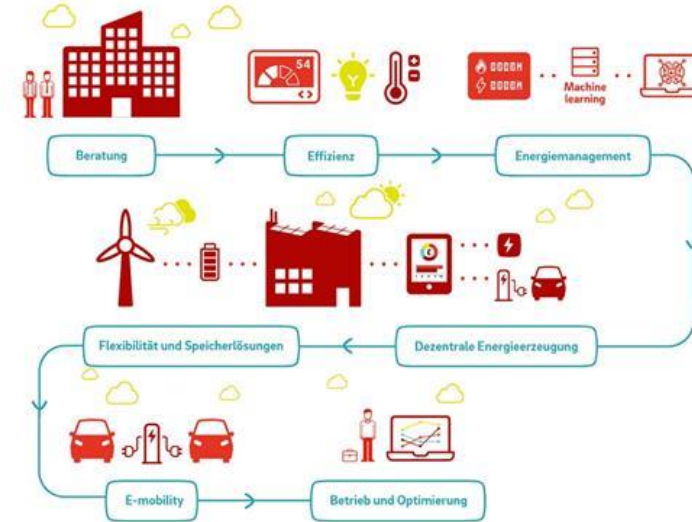 54
Machine
learning
Beratung
Effizienz
Energiemanagement
Flexibilität und Speicherlösungen
Dezentrale Energieerzeugung
E-mobility
Betrieb und Optimierung